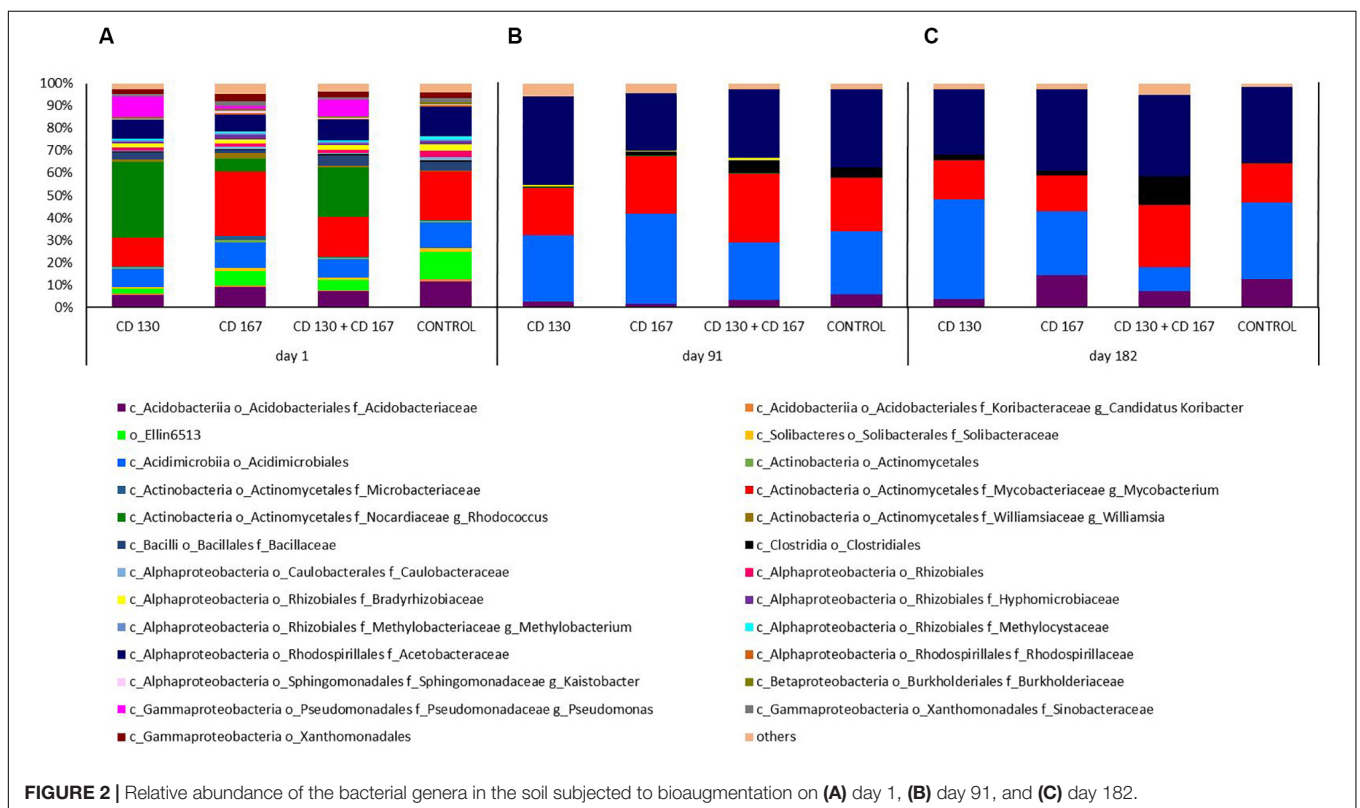 A
B
C
100%
90%
80%
70%
60%
50%
40%
30%
20%
10%
0%
CD 130 CD 167 CD 130 + CD 167 CONTROL CD 130 CD 167 CD 130 + CD 167 CONTROL CD 130 CD 167 CD 130 + CD 167 CONTROL
day 1 day 91 day 182
c_Acidobacteriia o_Acidobacteriales f_Acidobacteriaceae
c_Acidobacteriia o_Acidobacteriales f_Koribacteraceae g_Candidatus Koribacter
o_Ellin6513
c_Solibacteres o_Solibacterales f_Solibacteraceae
c_Acidimicrobiia o_Acidimicrobiales
c_Actinobacteria o_Actinomycetales
c_Actinobacteria o_Actinomycetales f_Microbacteriaceae
c_Actinobacteria o_Actinomycetales f_Mycobacteriaceae g_Mycobacterium
c_Actinobacteria o_Actinomycetales f_Nocardiaceae g_Rhodococcus
c_Actinobacteria o_Actinomycetales f_Williamsiaceae g_Williamsia
c_Bacilli o_Bacillales f_Bacillaceae
c_Clostridia o_Clostridiales
c_Alphaproteobacteria o_Caulobacterales f_Caulobacteraceae
c_Alphaproteobacteria o_Rhizobiales
c_Alphaproteobacteria o_Rhizobiales f_Bradyrhizobiaceae
c_Alphaproteobacteria o_Rhizobiales f_Hyphomicrobiaceae
c_Alphaproteobacteria o_Rhizobiales f_Methylobacteriaceae g_Methylobacterium
c_Alphaproteobacteria o_Rhizobiales f_Methylocystaceae
c_Alphaproteobacteria o_Rhodospirillales f_Acetobacteraceae
c_Alphaproteobacteria o_Rhodospirillales f_Rhodospirillaceae
c_Alphaproteobacteria o_Sphingomonadales f_Sphingomonadaceae g_Kaistobacter
c_Betaproteobacteria o_Burkholderiales f_Burkholderiaceae
c_Gammaproteobacteria o_Pseudomonadales f_Pseudomonadaceae g_Pseudomonas
c_Gammaproteobacteria o_Xanthomonadales f_Sinobacteraceae
c_Gammaproteobacteria o_Xanthomonadales
others
FIGURE 2 | Relative abundance of the bacterial genera in the soil subjected to bioaugmentation on (A) day 1, (B) day 91, and (C) day 182.